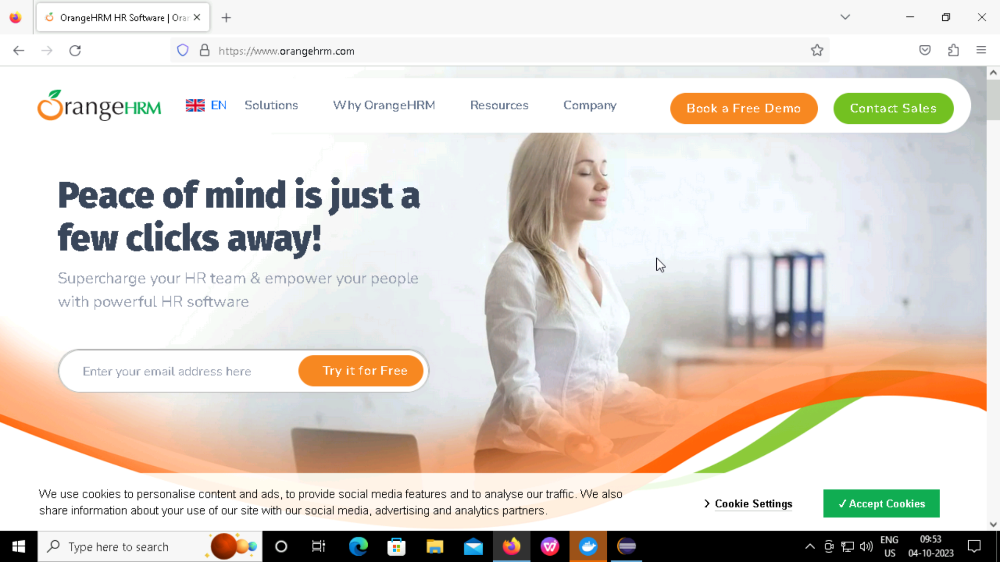 OrangeHRM HR Software | Orar
https://www.orangehrm.com
OrangeHRM
EN
Solutions
Why OrangeHRM
Resources
Company
Book a Free Demo
Contact Sales
Peace of mind is just a
few clicks away!
Supercharge your HR team & empower your people
with powerful HR software
Enter your email address here
Try it for Free
We use cookies to personalise content and ads, to provide social media features and to analyse our traffic. We also
share information about your use of our site with our social media, advertising and analytics partners.
Cookie Settings
✓ Accept Cookies
Type here to search
ENG
US
09:53
04-10-2023